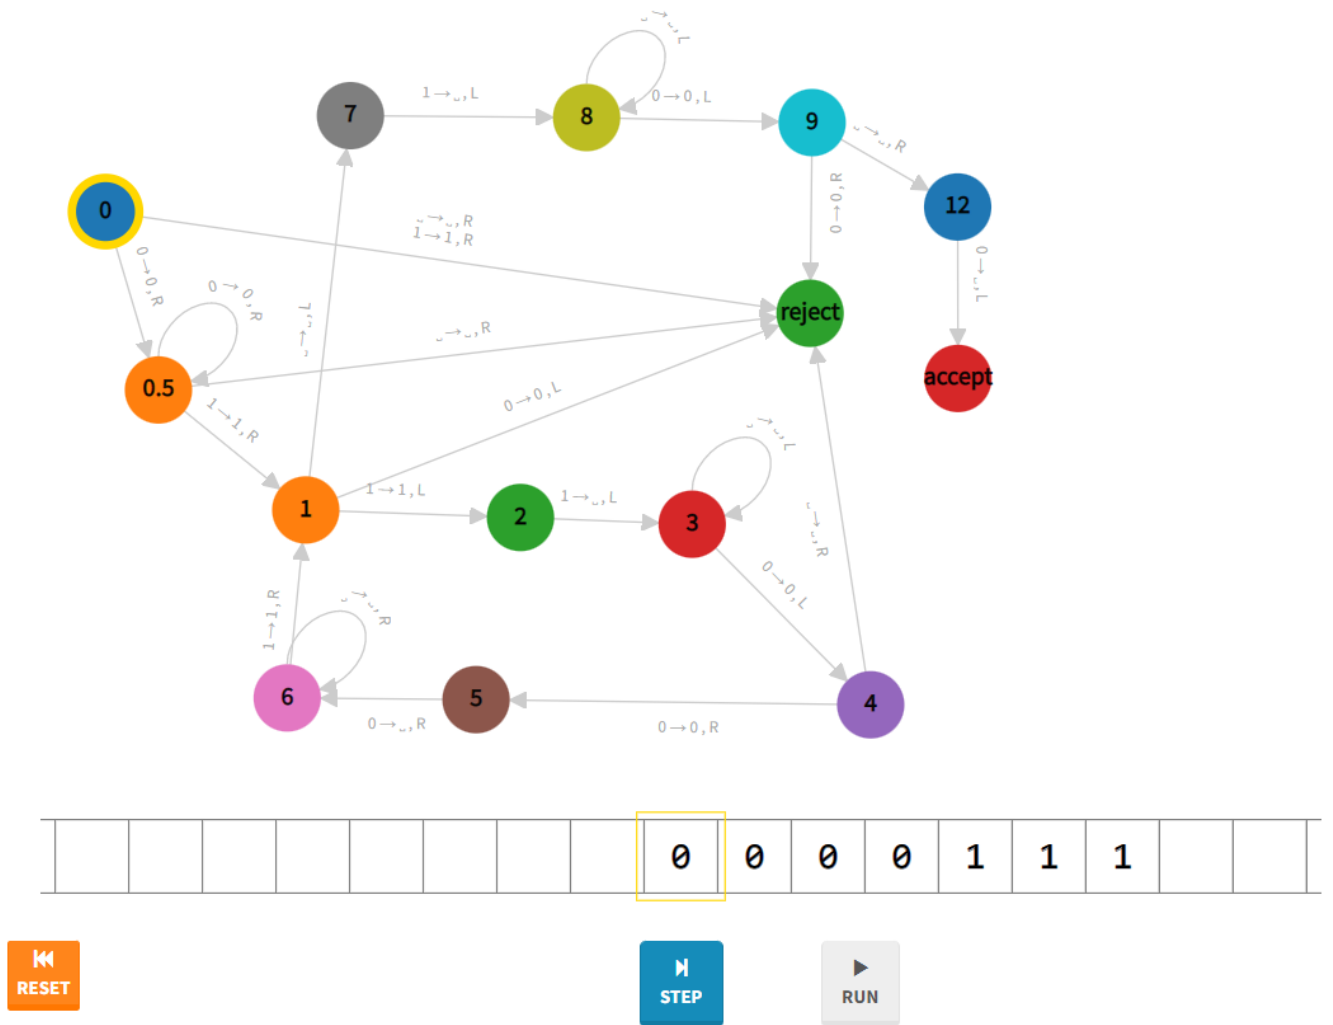 ␣→␣,L
7
1→␣,L
8
0→0,L
9
␣→␣,R
0
0→0,R
12
␣→␣,R
1→1,R
0→0,R
0→0,R
␣→␣,L
0→␣,L
reject
␣→␣,R
0.5
accept
1→1,R
0→0,L
␣→␣,L
1
1→1,L
2
1→␣,L
3
␣→␣,R
0→0,L
1→1,R
␣→␣,R
6
0→␣,R
5
0→0,R
4
0 0 0 0 1 1 1
RESET
STEP
RUN